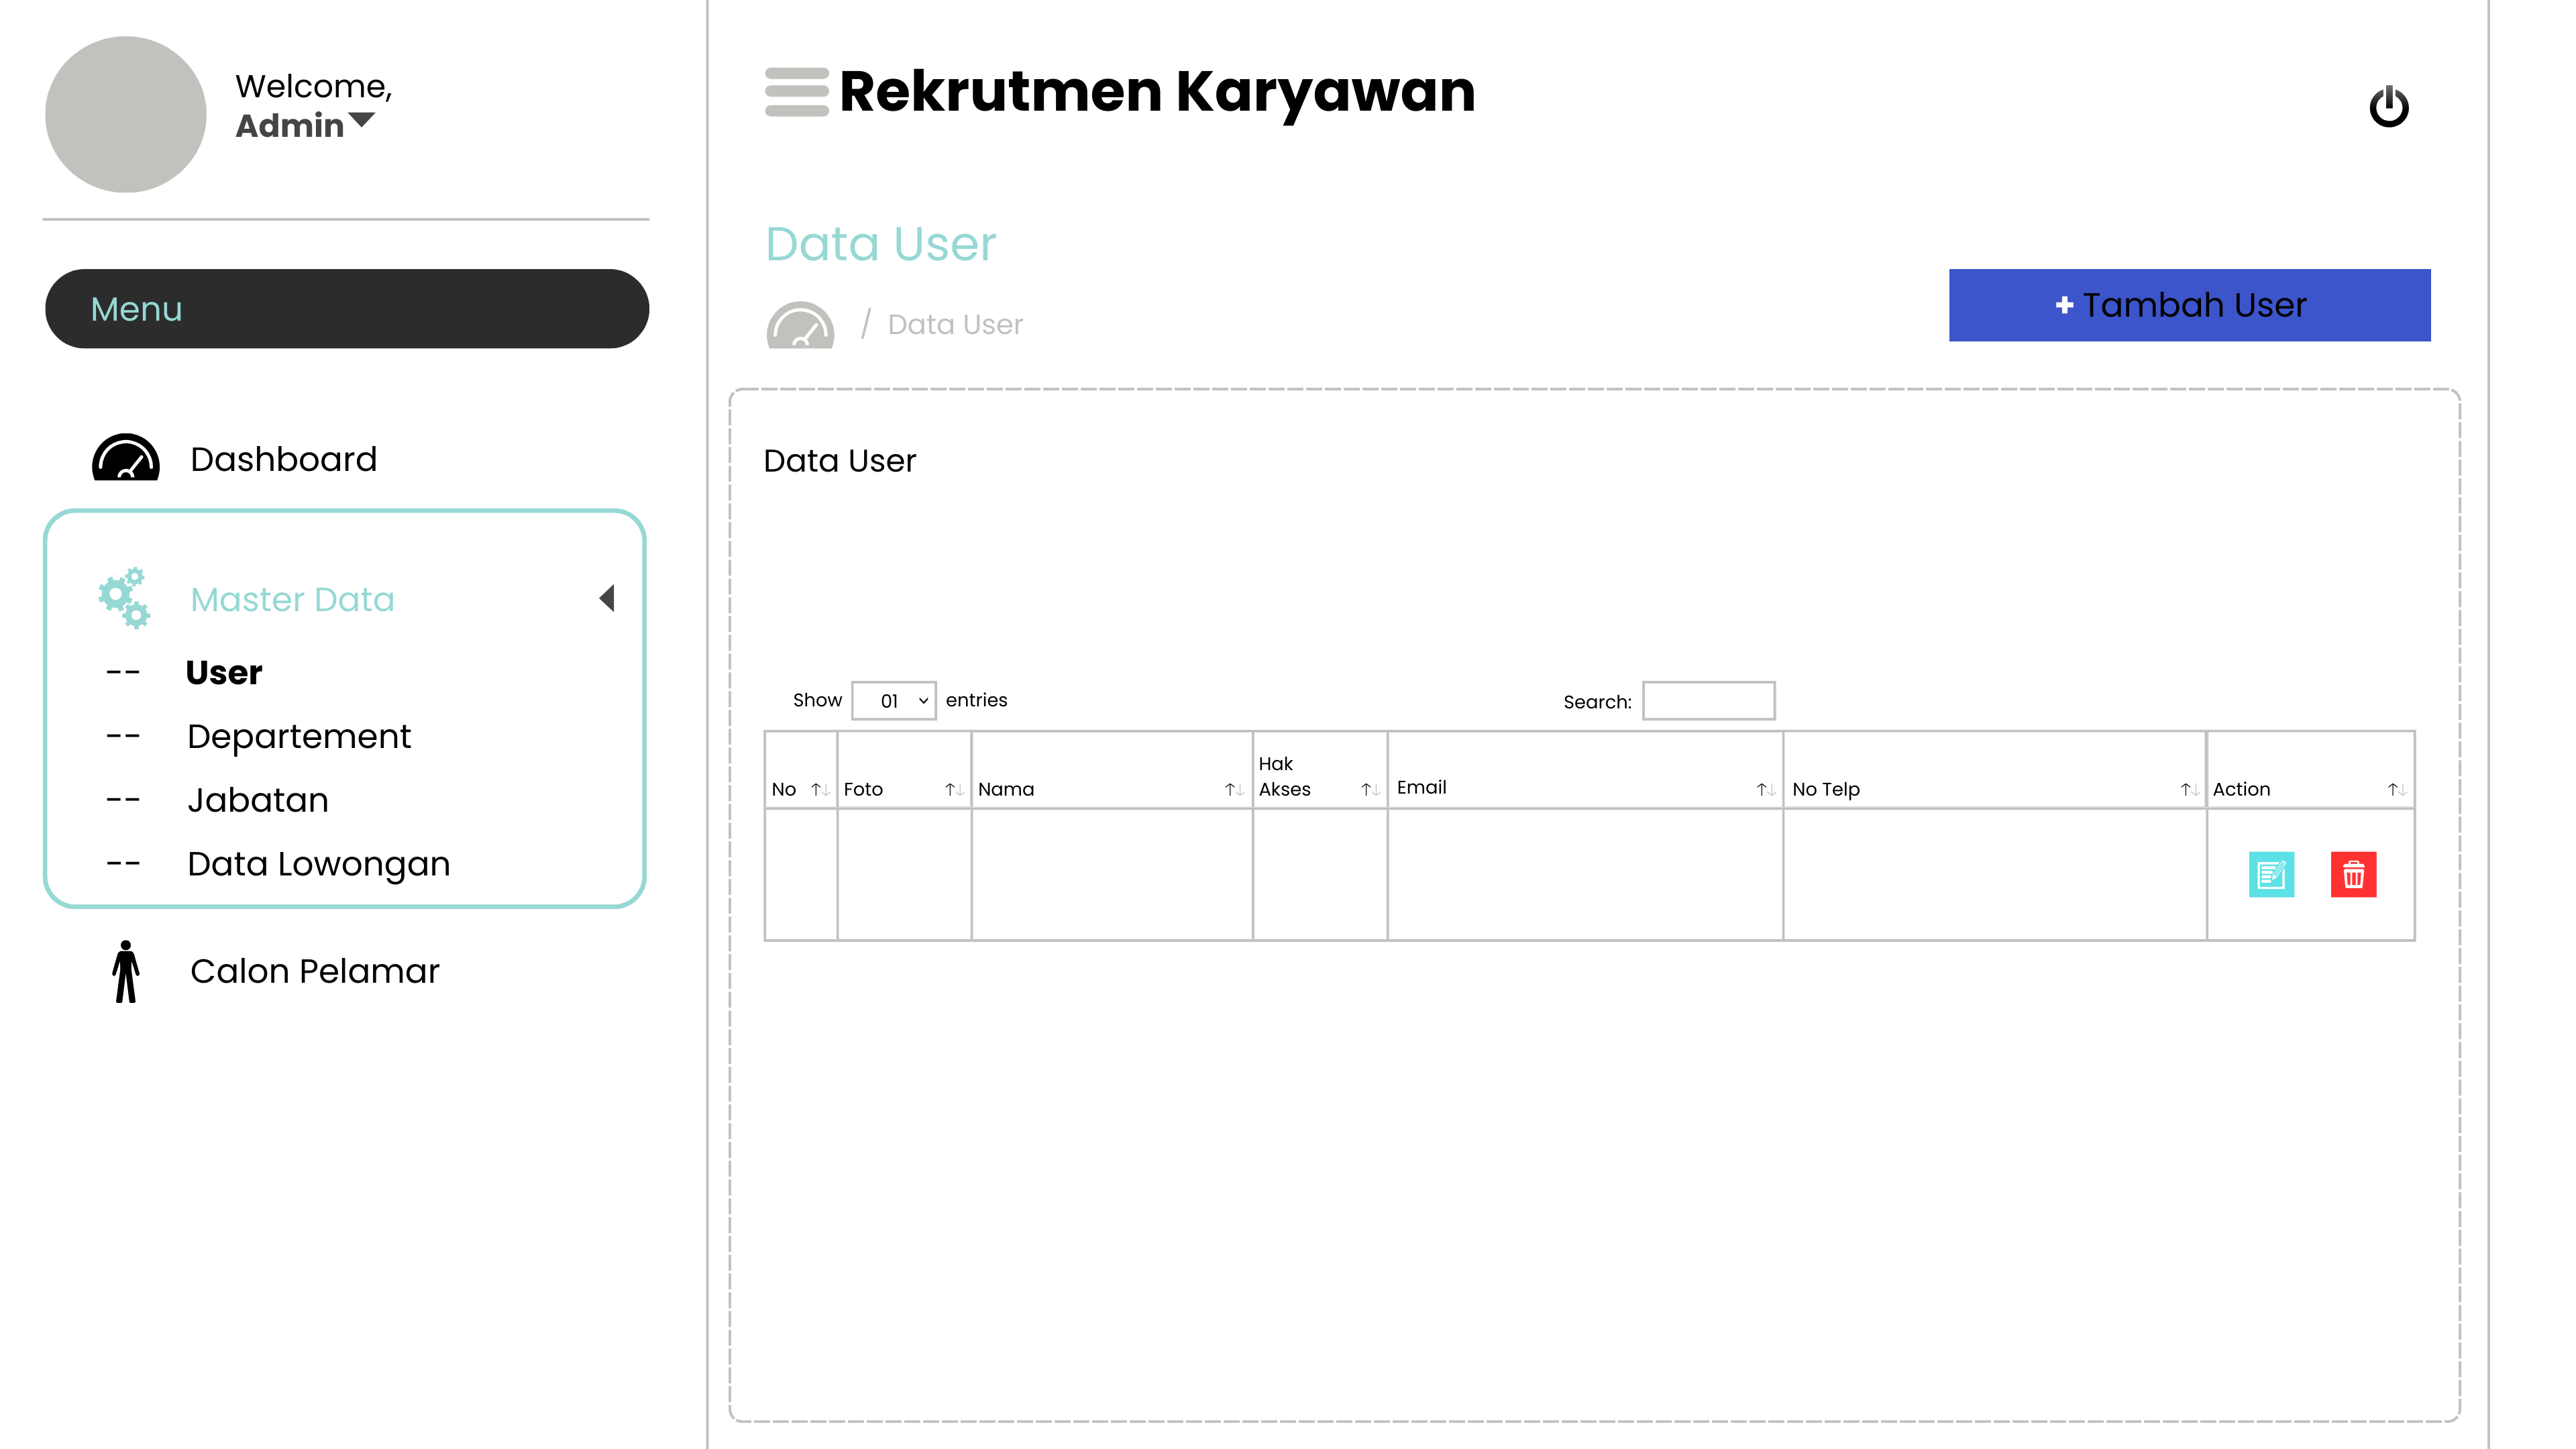 Welcome,
Admin
Menu
Dashboard
Master Data
-- User
-- Departement
-- Jabatan
-- Data Lowongan
Calon Pelamar
Rekrutmen Karyawan
Data User
/ Data User
+ Tambah User
Data User
Show 01 entries
Search:
No Foto Nama Hak Akses Email No Telp Action